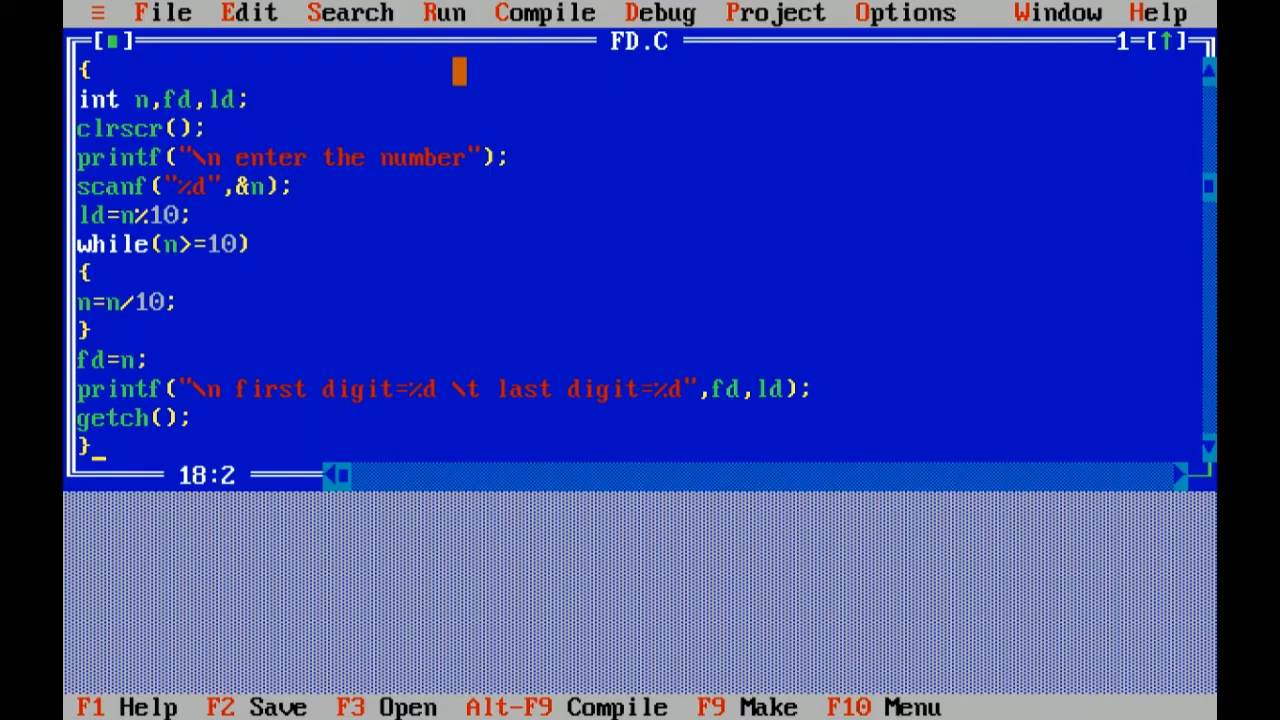 ≡ File Edit Search Run Compile Debug Project Options Window Help
[■] FD.C 1=[↑]
{
int n,fd,ld;
clrscr();
printf("\n enter the number");
scanf("%d",&n);
ld=n%10;
while(n>=10)
{
n=n/10;
}
fd=n;
printf("\n first digit=%d \t last digit=%d",fd,ld);
getch();
}_
18:2
F1 Help F2 Save F3 Open Alt-F9 Compile F9 Make F10 Menu